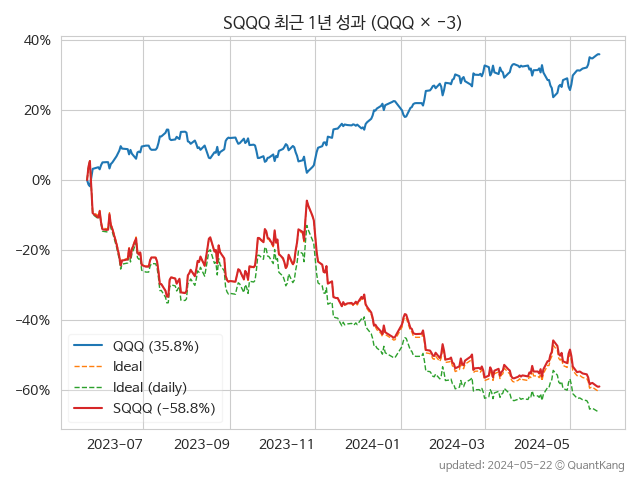 SQQQ 최근 1년 성과 (QQQ × −3)
40%
20%
0%
−20%
−40%
−60%
QQQ (35.8%)
Ideal
Ideal (daily)
SQQQ (−58.8%)
2023−07
2023−09
2023−11
2024−01
2024−03
2024−05
updated: 2024−05−22 ⓒ QuantKang